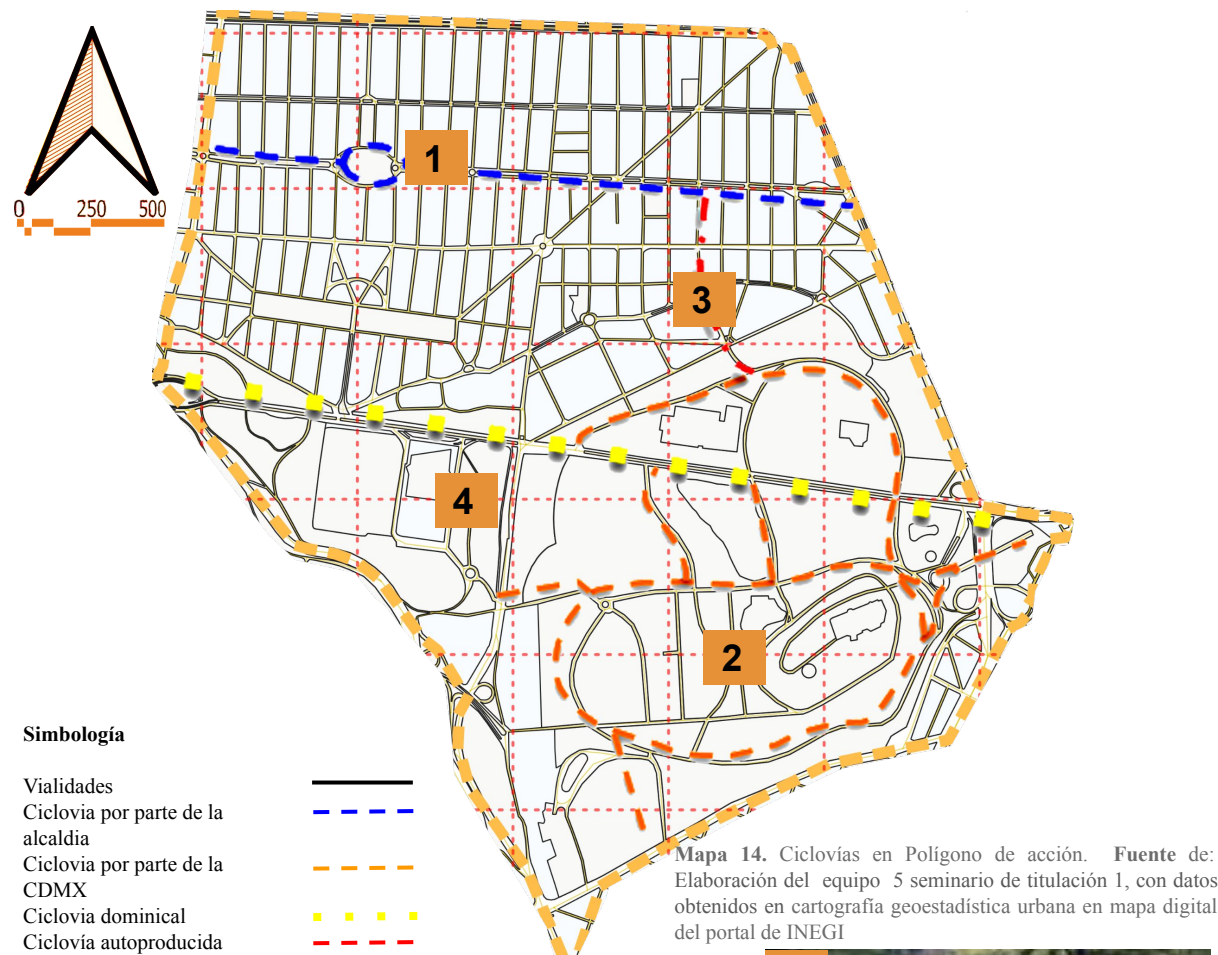 0 250 500
1
3
4
2
Simbología
Vialidades
Ciclovia por parte de la
alcaldia
Ciclovia por parte de la
CDMX
Ciclovia dominical
Ciclovía autoproducida
Mapa 14. Ciclovías en Polígono de acción. Fuente de:
Elaboración del equipo 5 seminario de titulación 1, con datos
obtenidos en cartografía geoestadística urbana en mapa digital
del portal de INEGI